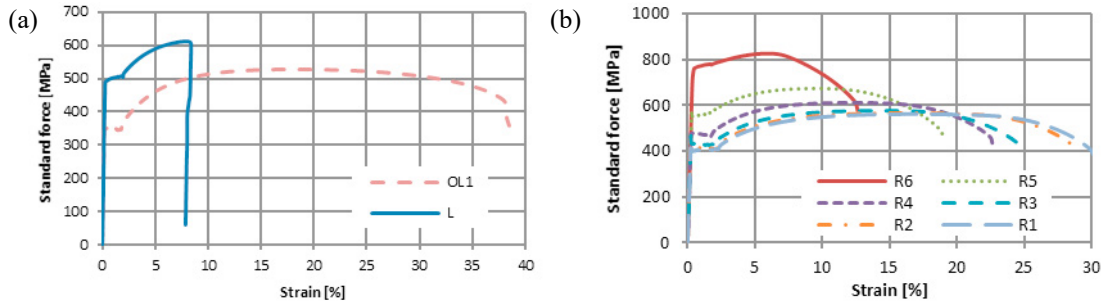 (a)
Standard force [MPa]
700
600
500
400
300
200
100
0
0 5 10 15 20 25 30 35 40
Strain [%]
OL1
L
(b)
Standard force [MPa]
1000
800
600
400
200
0
0 5 10 15 20 25 30
Strain [%]
R6 R5
R4 R3
R2 R1